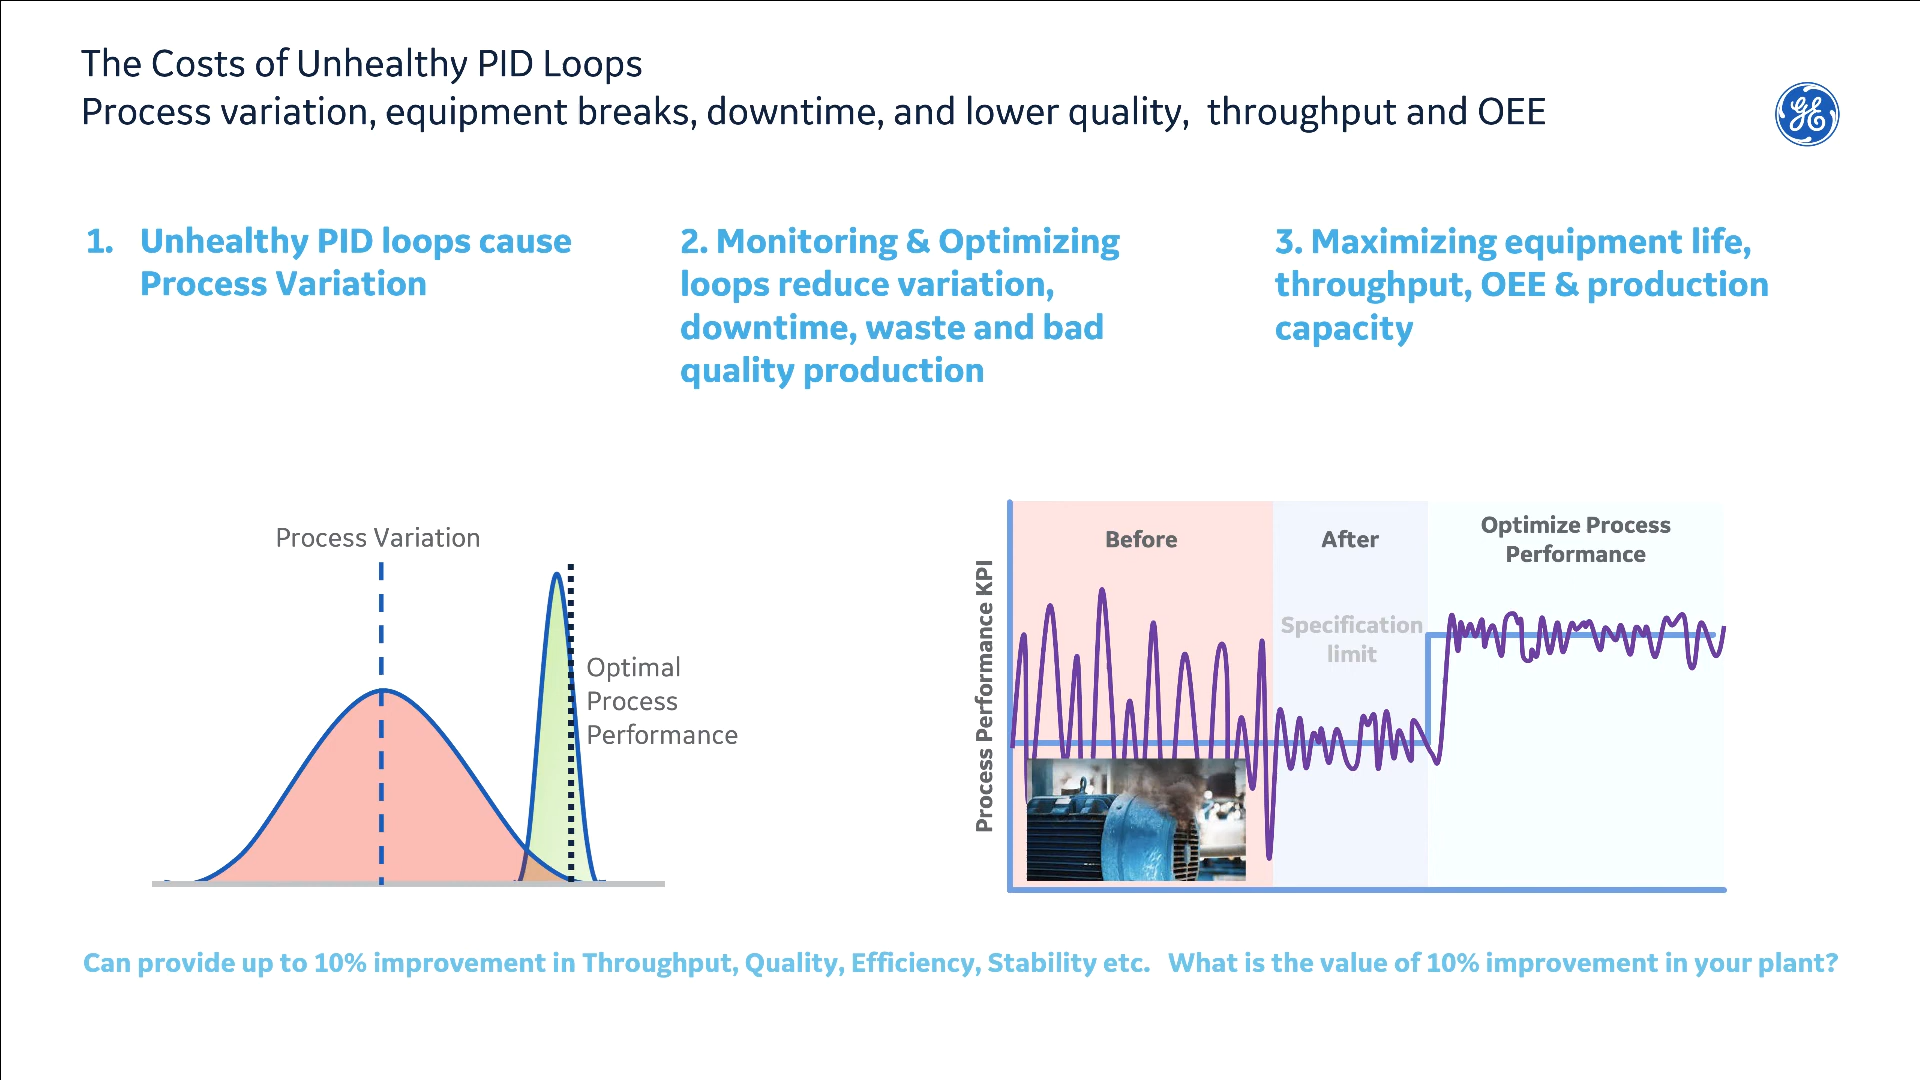 The Costs of Unhealthy PID Loops
Process variation, equipment breaks, downtime, and lower quality,  throughput and OEE
GE
1. Unhealthy PID loops cause
Process Variation
2. Monitoring & Optimizing
loops reduce variation,
downtime, waste and bad
quality production
3. Maximizing equipment life,
throughput, OEE & production
capacity
Process Variation
Optimal
Process
Performance
Process Performance KPI
Before
After
Optimize Process
Performance
Specification
limit
Can provide up to 10% improvement in Throughput, Quality, Efficiency, Stability etc.  What is the value of 10% improvement in your plant?